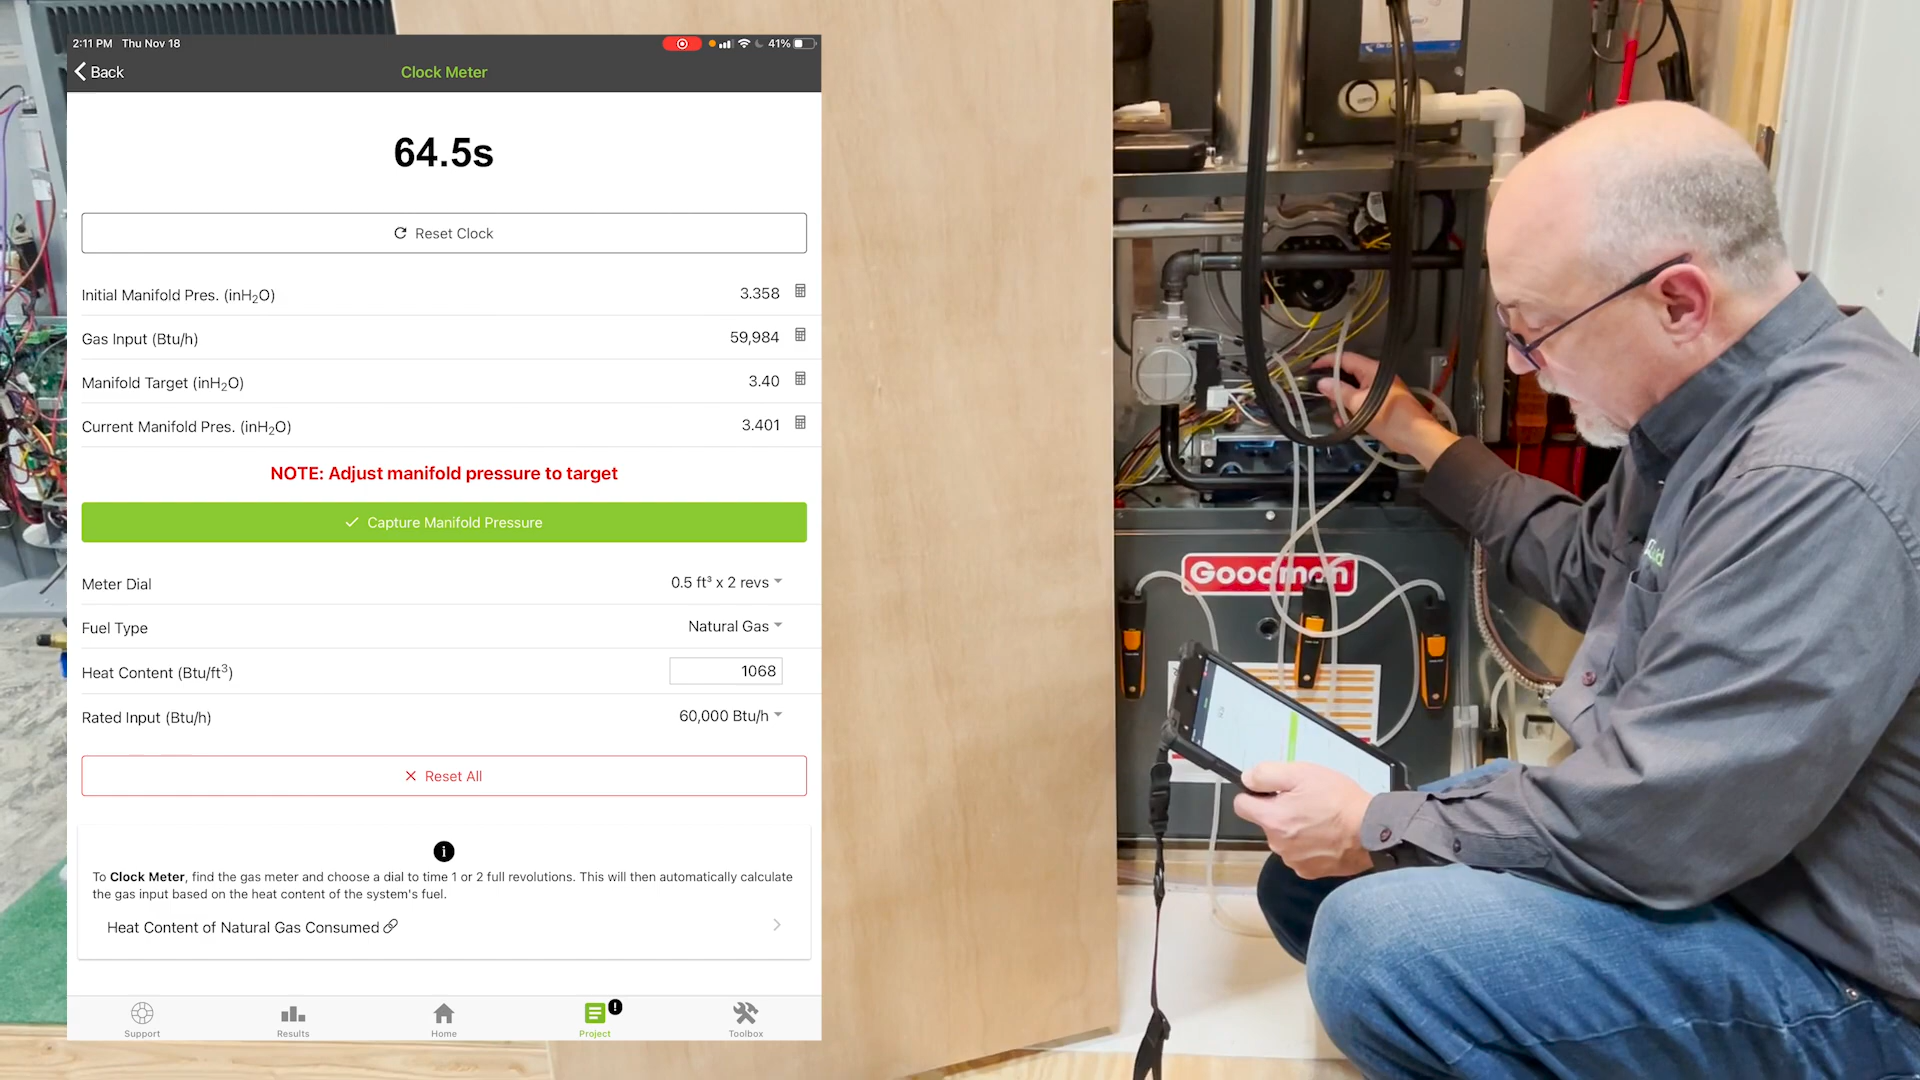 2:11 PM Thu Nov 18
41%
Back
Clock Meter
64.5s
Reset Clock
Initial Manifold Pres. (inH₂O)
3.358
Gas Input (Btu/h)
59,984
Manifold Target (inH₂O)
3.40
Current Manifold Pres. (inH₂O)
3.401
NOTE: Adjust manifold pressure to target
Capture Manifold Pressure
Meter Dial
0.5 ft³ x 2 revs
Fuel Type
Natural Gas
Heat Content (Btu/ft³)
1068
Rated Input (Btu/h)
60,000 Btu/h
Reset All
To Clock Meter, find the gas meter and choose a dial to time 1 or 2 full revolutions. This will then automatically calculate
the gas input based on the heat content of the system's fuel.
Heat Content of Natural Gas Consumed
Support
Results
Home
Project
Toolbox
Goodman